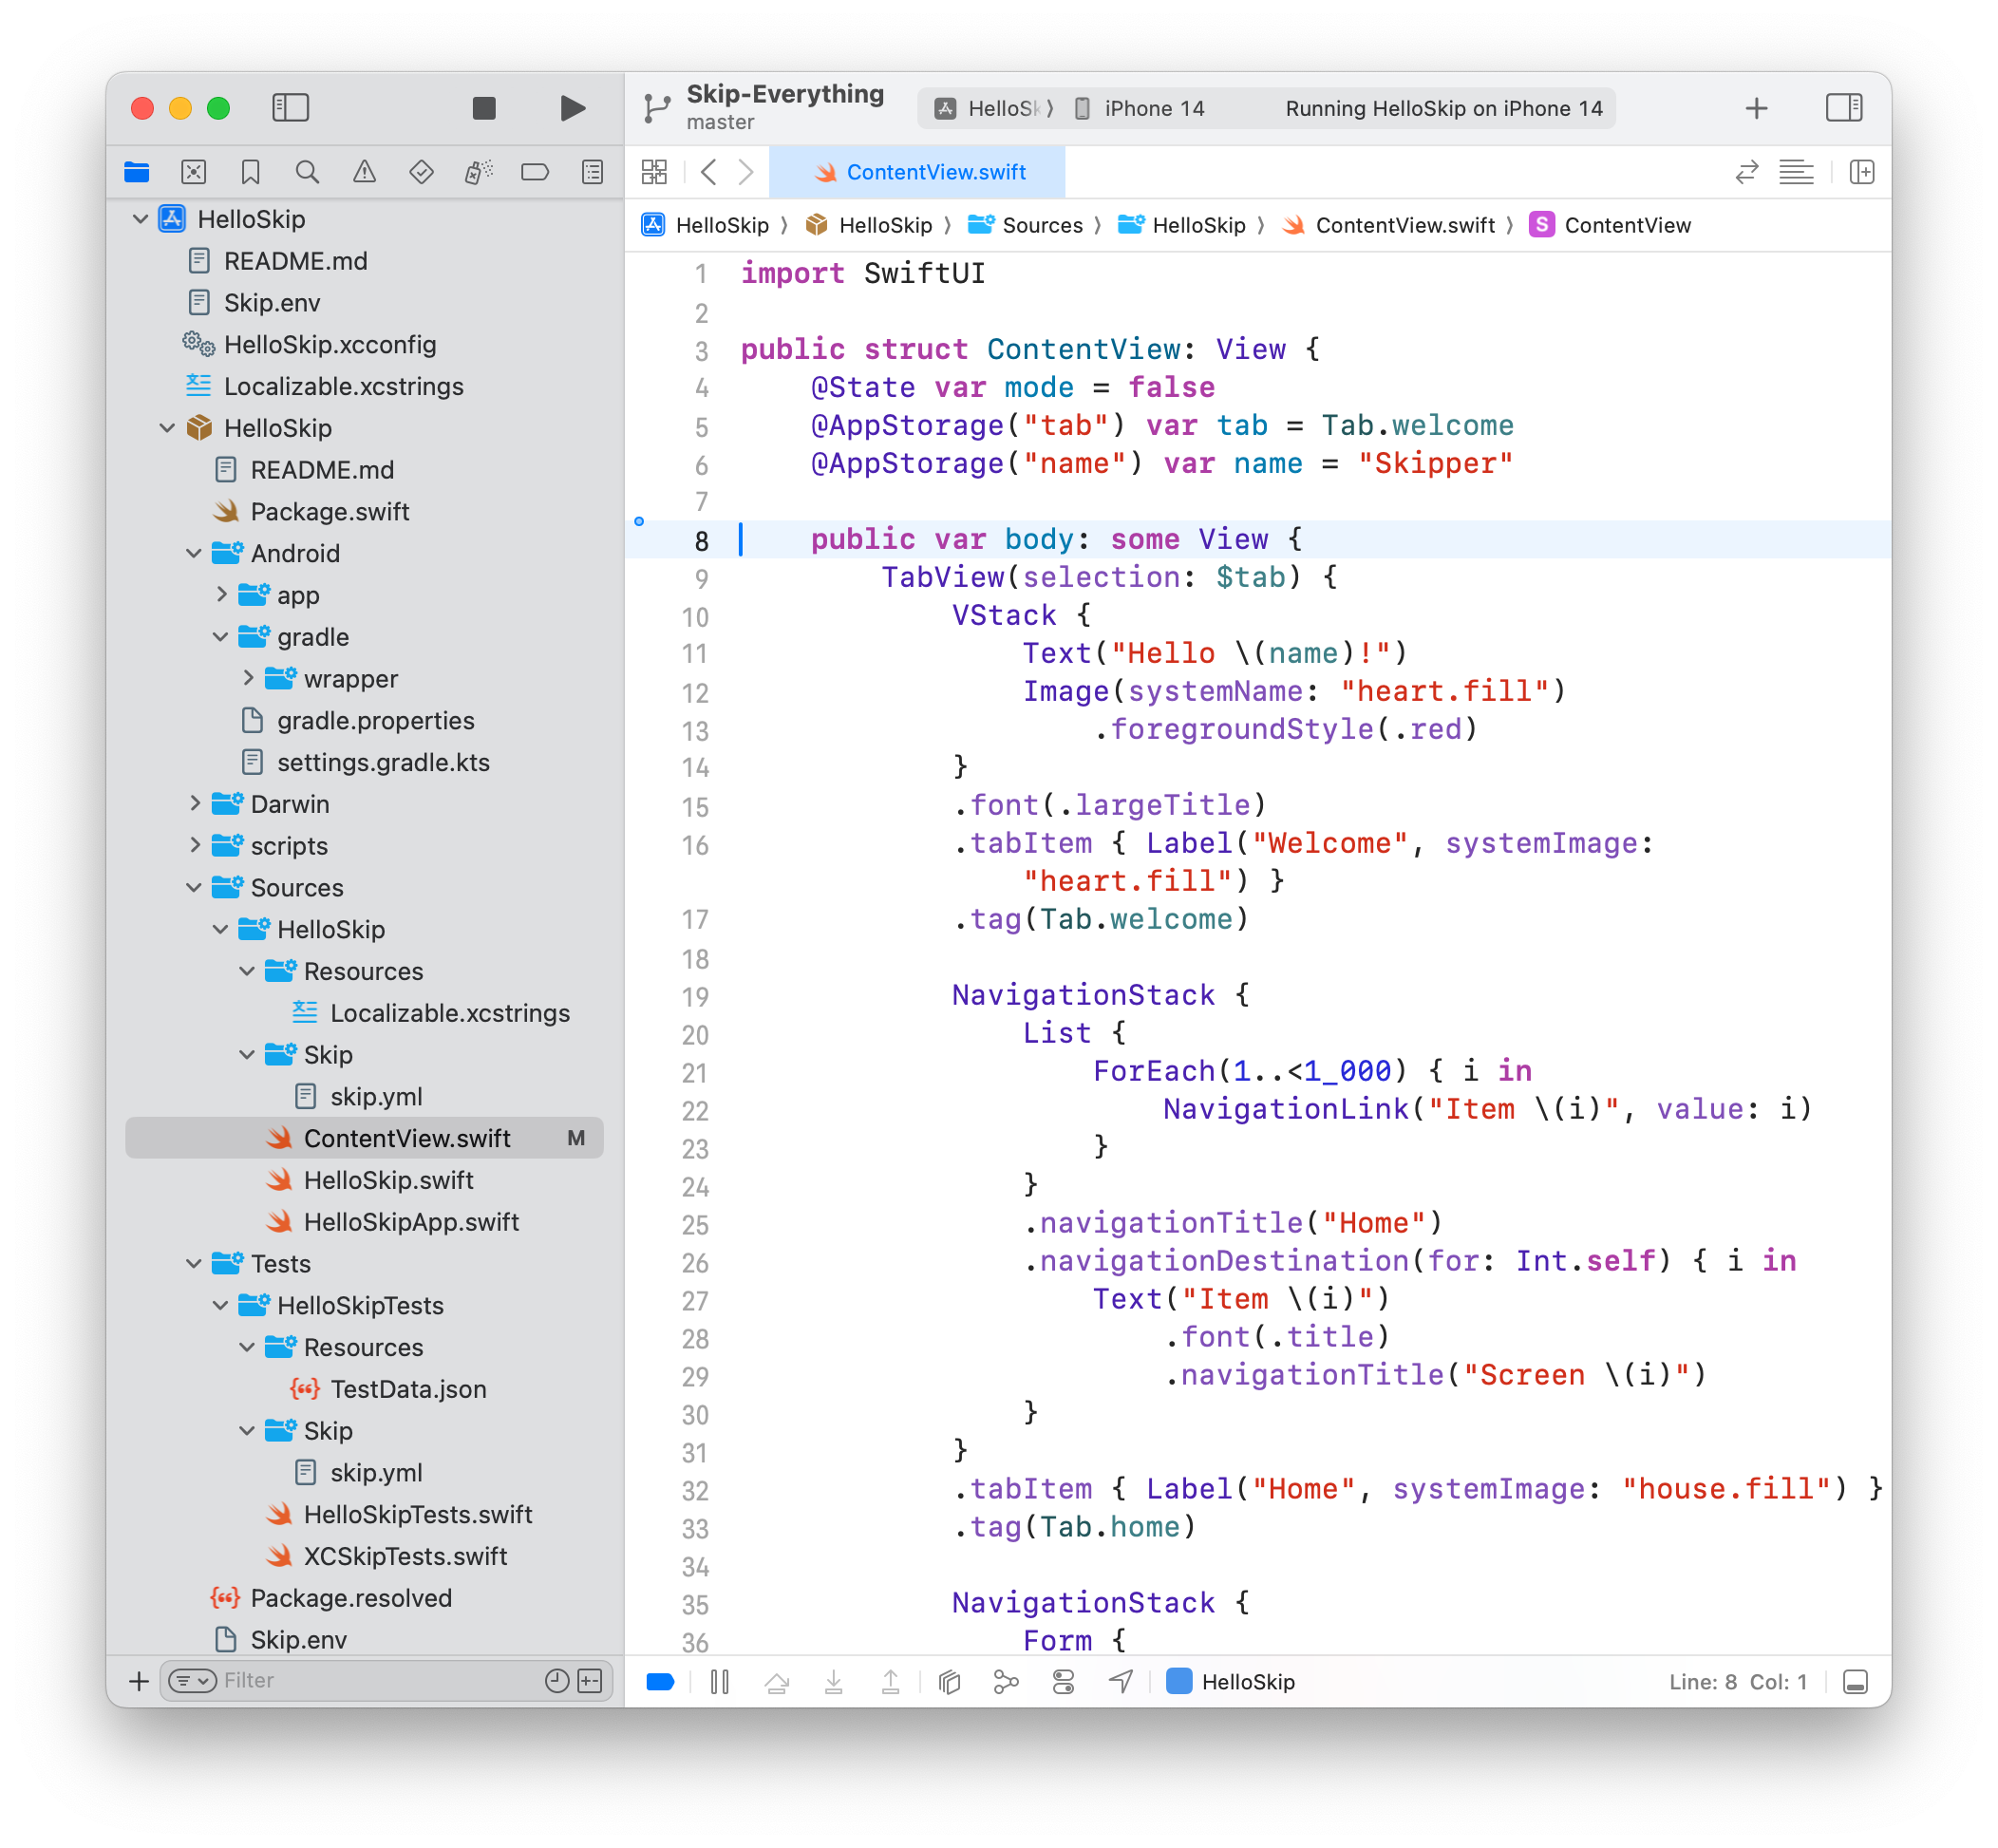 Skip-Everything
master
HelloSk
iPhone 14
Running HelloSkip on iPhone 14
ContentView.swift
HelloSkip
HelloSkip
Sources
HelloSkip
ContentView.swift
S
ContentView
HelloSkip
README.md
Skip.env
HelloSkip.xcconfig
Localizable.xcstrings
HelloSkip
README.md
Package.swift
Android
app
gradle
wrapper
gradle.properties
settings.gradle.kts
Darwin
scripts
Sources
HelloSkip
Resources
Localizable.xcstrings
Skip
skip.yml
ContentView.swift M
HelloSkip.swift
HelloSkipApp.swift
Tests
HelloSkipTests
Resources
TestData.json
Skip
skip.yml
HelloSkipTests.swift
XCSkipTests.swift
Package.resolved
Skip.env
Filter
1 import SwiftUI
2
3 public struct ContentView: View {
4 @State var mode = false
5 @AppStorage("tab") var tab = Tab.welcome
6 @AppStorage("name") var name = "Skipper"
7
8 public var body: some View {
9 TabView(selection: $tab) {
10 VStack {
11 Text("Hello \(name)!")
12 Image(systemName: "heart.fill")
13 .foregroundStyle(.red)
14 }
15 .font(.largeTitle)
16 .tabItem { Label("Welcome", systemImage:
"heart.fill") }
17 .tag(Tab.welcome)
18
19 NavigationStack {
20 List {
21 ForEach(1..<1_000) { i in
22 NavigationLink("Item \(i)", value: i)
23 }
24 }
25 .navigationTitle("Home")
26 .navigationDestination(for: Int.self) { i in
27 Text("Item \(i)")
28 .font(.title)
29 .navigationTitle("Screen \(i)")
30 }
31 }
32 .tabItem { Label("Home", systemImage: "house.fill") }
33 .tag(Tab.home)
34
35 NavigationStack {
36 Form {
HelloSkip
Line: 8 Col: 1